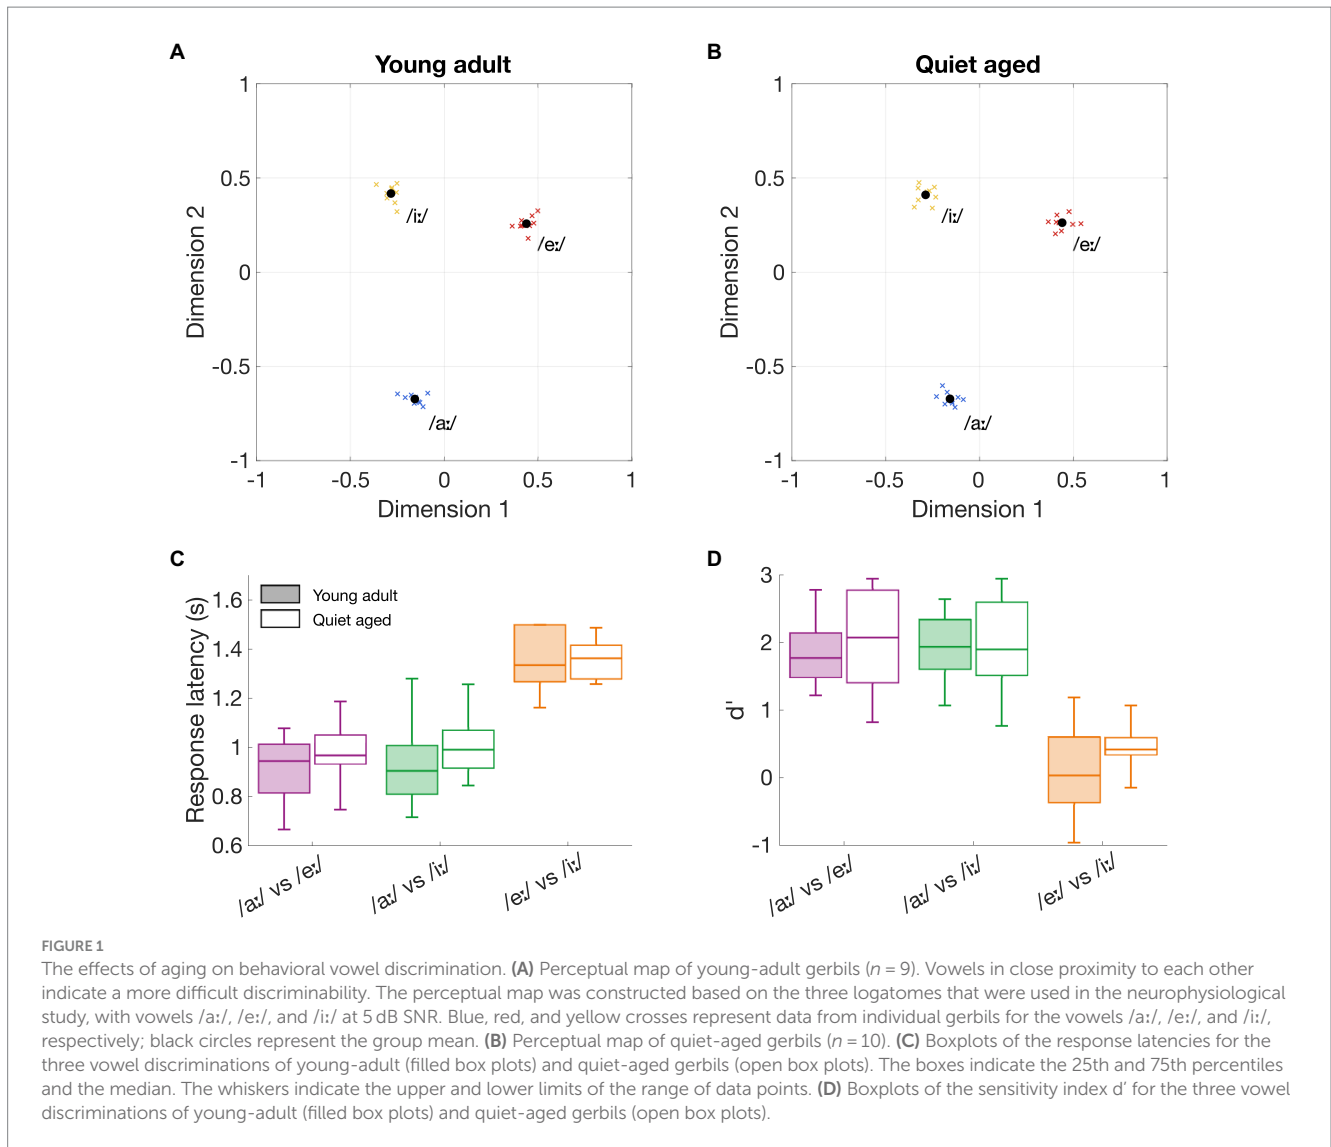 A
Young adult
1
0.5
0
-0.5
-1
-1
-0.5
0
0.5
1
Dimension 2
Dimension 1
/iː/
/eː/
/aː/
B
Quiet aged
1
0.5
0
-0.5
-1
-1
-0.5
0
0.5
1
Dimension 2
Dimension 1
/iː/
/eː/
/aː/
C
Young adult
Quiet aged
1.6
1.4
1.2
1
0.8
0.6
Response latency (s)
/aː/ vs /eː/
/aː/ vs /iː/
/eː/ vs /iː/
D
3
2
1
0
-1
d'
/aː/ vs /eː/
/aː/ vs /iː/
/eː/ vs /iː/
FIGURE 1
The effects of aging on behavioral vowel discrimination. (A) Perceptual map of young-adult gerbils (n = 9). Vowels in close proximity to each other
indicate a more difficult discriminability. The perceptual map was constructed based on the three logatomes that were used in the neurophysiological
study, with vowels /aː/, /eː/, and /iː/ at 5 dB SNR. Blue, red, and yellow crosses represent data from individual gerbils for the vowels /aː/, /eː/, and /iː/,
respectively; black circles represent the group mean. (B) Perceptual map of quiet-aged gerbils (n = 10). (C) Boxplots of the response latencies for the
three vowel discriminations of young-adult (filled box plots) and quiet-aged gerbils (open box plots). The boxes indicate the 25th and 75th percentiles
and the median. The whiskers indicate the upper and lower limits of the range of data points. (D) Boxplots of the sensitivity index d′ for the three vowel
discriminations of young-adult (filled box plots) and quiet-aged gerbils (open box plots).